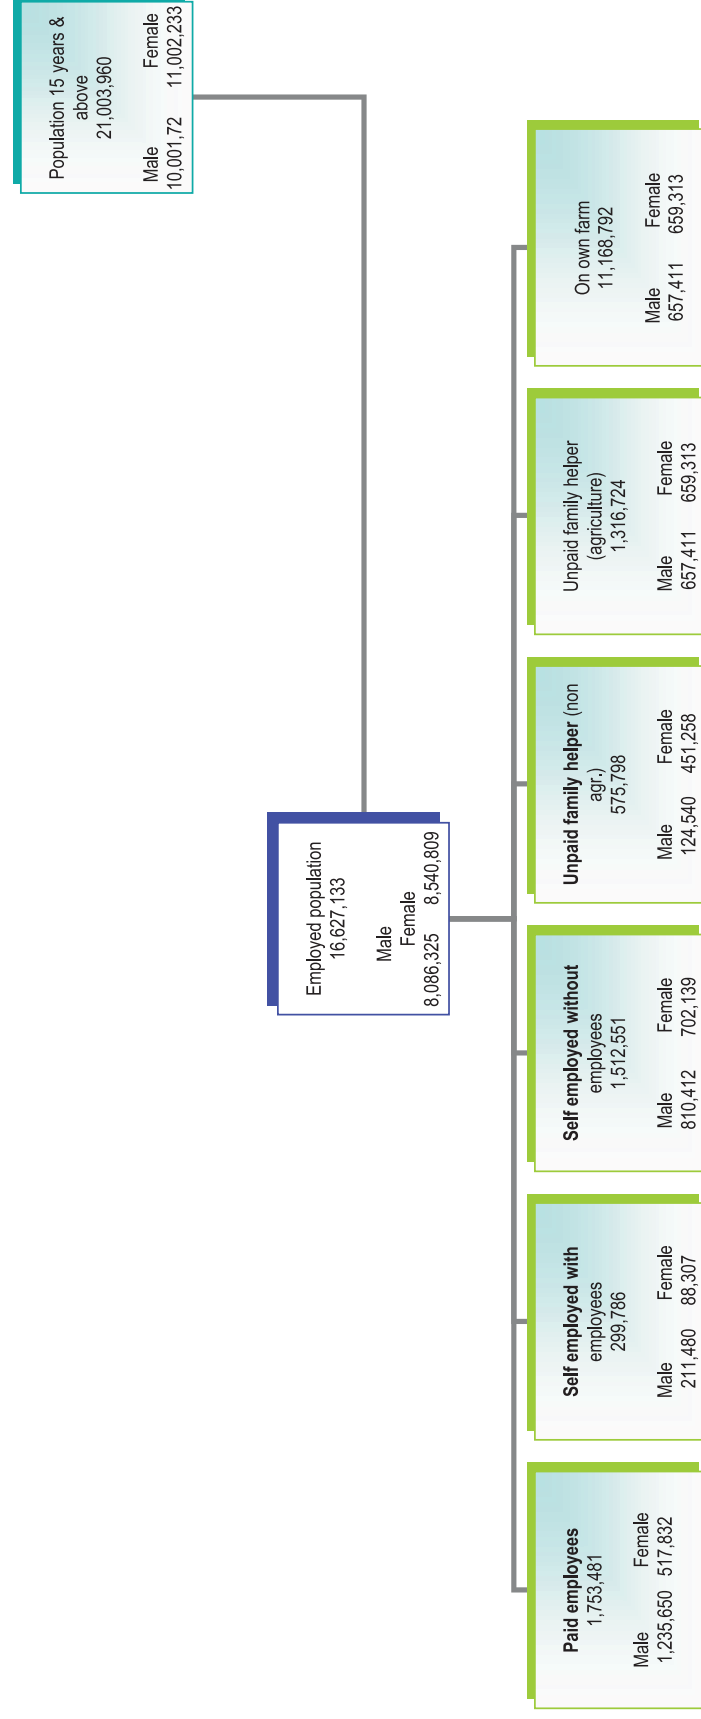 Population 15 years &
above
21,003,960
Male Female
10,001,72 11,002,233
Employed population
16,627,133
Male
Female
8,086,325 8,540,809
Paid employees
1,753,481
Male Female
1,235,650 517,832
Self employed with
employees
299,786
Male Female
211,480 88,307
Self employed without
employees
1,512,551
Male Female
810,412 702,139
Unpaid family helper (non
agr.)
575,798
Male Female
124,540 451,258
Unpaid family helper
(agriculture)
1,316,724
Male Female
657,411 659,313
On own farm
11,168,792
Male Female
657,411 659,313